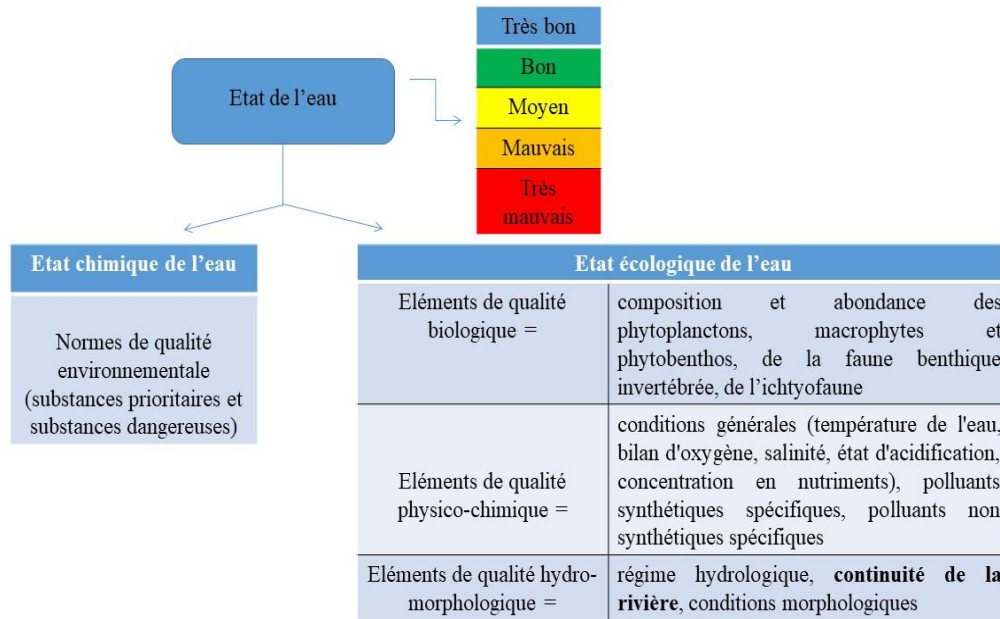 Très bon
Bon
Etat de l’eau
Moyen
Mauvais
Très
mauvais
Etat chimique de l’eau
Normes de qualité
environnementale
(substances prioritaires et
substances dangereuses)
Etat écologique de l’eau
Eléments de qualité
biologique =
composition et abondance des
phytoplanctons, macrophytes et
phytobenthos, de la faune benthique
invertébrée, de l’ichtyofaune
Eléments de qualité
physico-chimique =
conditions générales (température de l'eau,
bilan d'oxygène, salinité, état d'acidification,
concentration en nutriments), polluants
synthétiques spécifiques, polluants non
synthétiques spécifiques
Eléments de qualité hydro-
morphologique =
régime hydrologique, continuité de la
rivière, conditions morphologiques